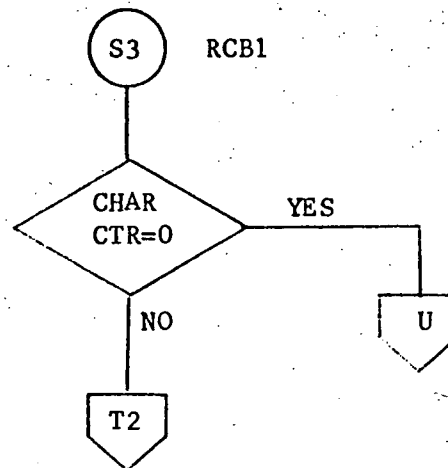 S3 RCB1
CHAR
CTR=0
YES
NO
U
T2